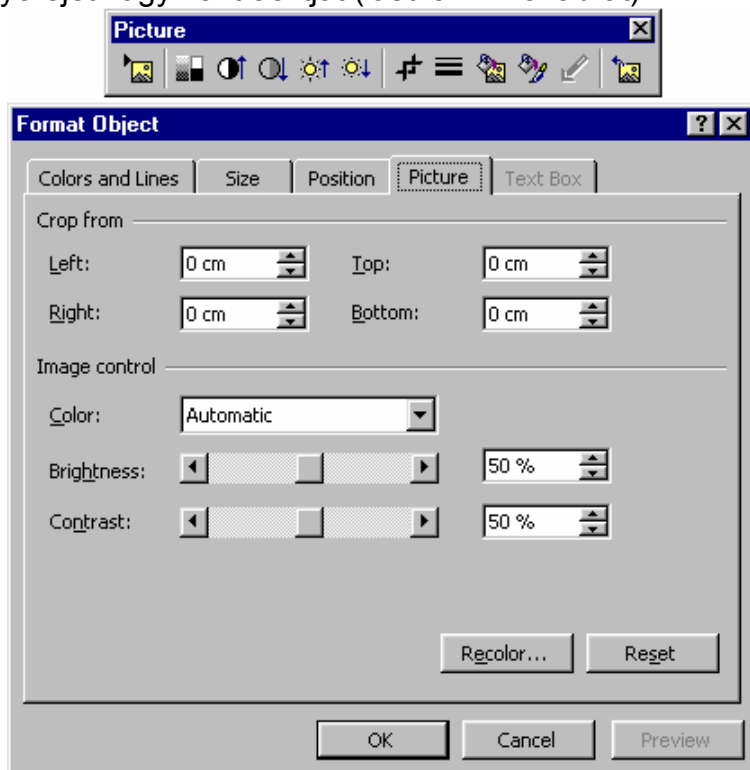 Picture
Format Object
Colors and Lines Size Position Picture Text Box
Crop from
Left: 0 cm Top: 0 cm
Right: 0 cm Bottom: 0 cm
Image control
Color: Automatic
Brightness: 50 %
Contrast: 50 %
Recolor... Reset
OK Cancel Preview